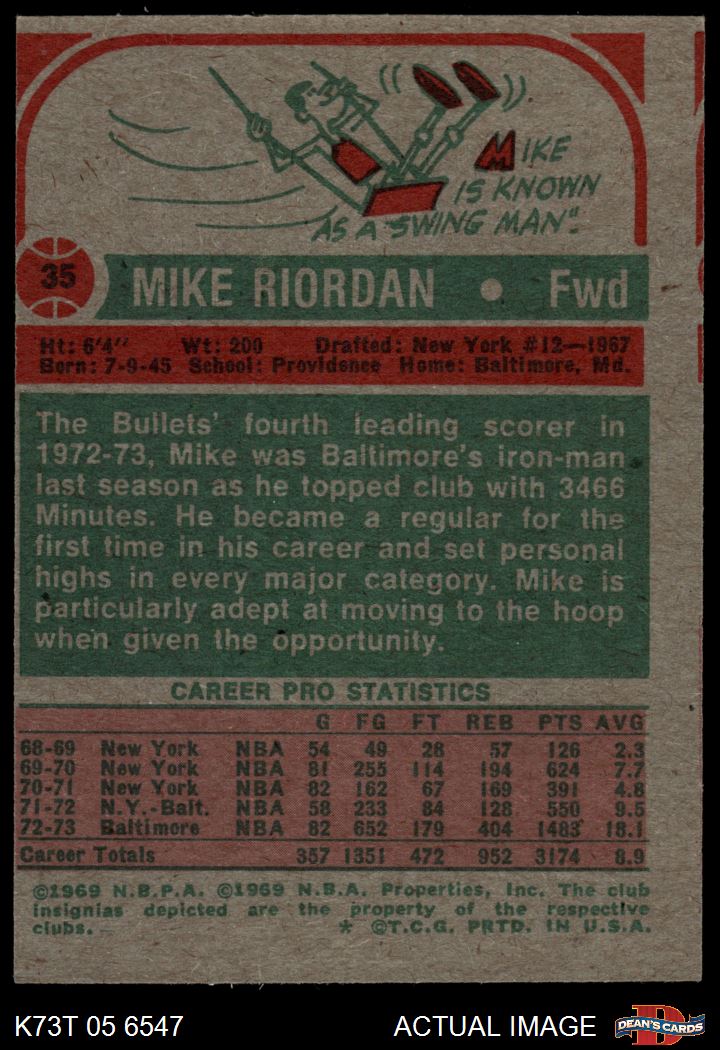 MIKE
IS KNOWN
AS A "SWING MAN".
35
MIKE RIORDAN • Fwd
Ht: 6'4" Wt: 200 Drafted: New York #12—1967
Born: 7-9-45 School: Providence Home: Baltimore, Md.
The Bullets' fourth leading scorer in
1972-73, Mike was Baltimore's iron-man
last season as he topped club with 3466
Minutes. He became a regular for the
first time in his career and set personal
highs in every major category. Mike is
particularly adept at moving to the hoop
when given the opportunity.
CAREER PRO STATISTICS
G FG FT REB PTS AVG
68-69 New York NBA 54 49 28 57 126 2.3
69-70 New York NBA 81 255 114 194 624 7.7
70-71 New York NBA 82 162 67 169 391 4.8
71-72 N.Y.-Balt. NBA 58 233 84 128 550 9.5
72-73 Baltimore NBA 82 652 179 404 1483 18.1
Career Totals 357 1351 472 952 3174 8.9
©1969 N.B.P.A. ©1969 N.B.A. Properties, Inc. The club
insignias depicted are the property of the respective
clubs. * ©T.C.G. PRTD. IN U.S.A.
K73T 05 6547 ACTUAL IMAGE DEAN'S CARDS